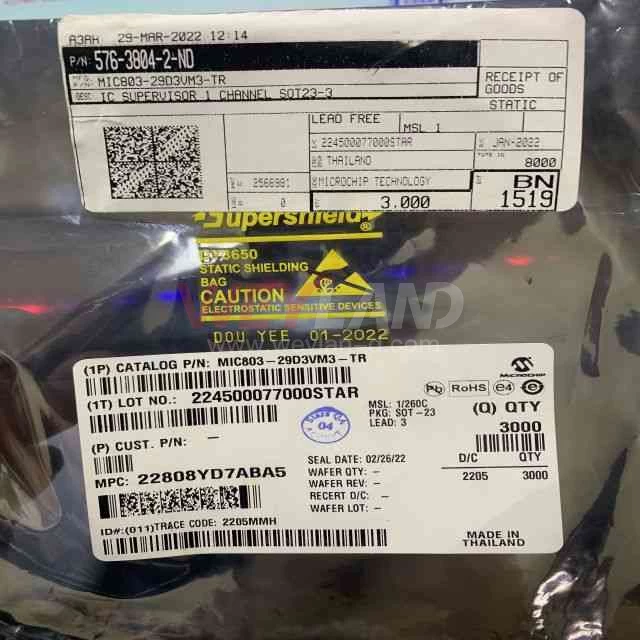 A3AH 29-MAR-2022 12:14
P/N: 576-3804-2-ND
MFG P/N: MIC803-29D3VM3-TR
DESC IC SUPERVISOR 1 CHANNEL SOT23-3
RECEIPT OF GOODS
STATIC
LEAD FREE
MSL 1
224500077000STAR
JAN-2022
THAILAND
8000
2566981
MICROCHIP TECHNOLOGY
BN
0
3,000
1519
Supershield
STATIC SHIELDING
BAG
CAUTION
ELECTROSTATIC SENSITIVE DEVICES
DOU YEE 01-2022
(1P) CATALOG P/N: MIC803-29D3VM3-TR
MICROCHIP
(1T) LOT NO.: 224500077000STAR
Pb RoHS e4 e
MSL: 1/260C
PKG: SOT-23
LEAD: 3
(Q) QTY
3000
04
(P) CUST. P/N: –
D/C QTY
2205 3000
MPC: 22808YD7ABA5
SEAL DATE: 02/26/22
WAFER QTY: –
WAFER REV: –
RECERT D/C: –
WAFER LOT: –
ID#:(011)TRACE CODE: 2205MMH
MADE IN
THAILAND